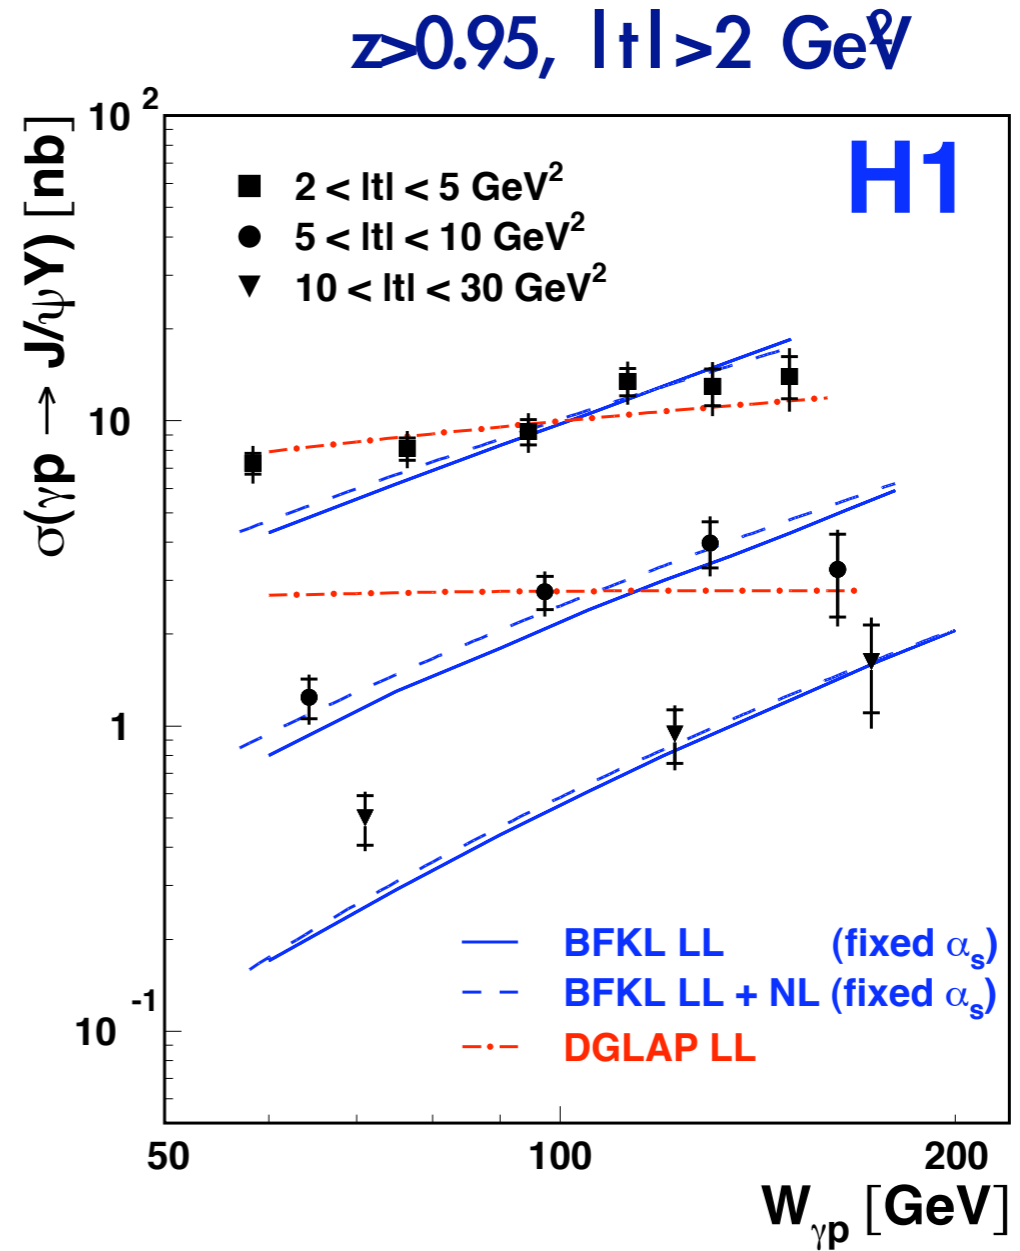 z>0.95, |t|>2 GeV²
σ(γp → J/ψY) [nb]
10²
H1
2 < |t| < 5 GeV²
5 < |t| < 10 GeV²
10 < |t| < 30 GeV²
10
1
BFKL LL (fixed αₛ)
BFKL LL + NL (fixed αₛ)
DGLAP LL
10⁻¹
50 100 200
Wγp [GeV]